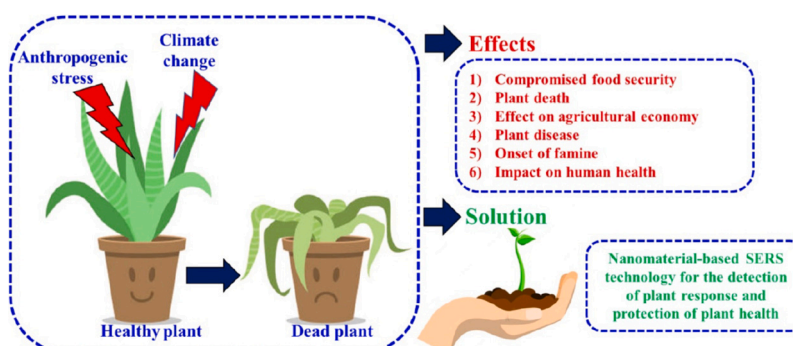 Anthropogenic
stress
Climate
change
Healthy plant
Dead plant
Effects
1) Compromised food security
2) Plant death
3) Effect on agricultural economy
4) Plant disease
5) Onset of famine
6) Impact on human health
Solution
Nanomaterial-based SERS
technology for the detection
of plant response and
protection of plant health